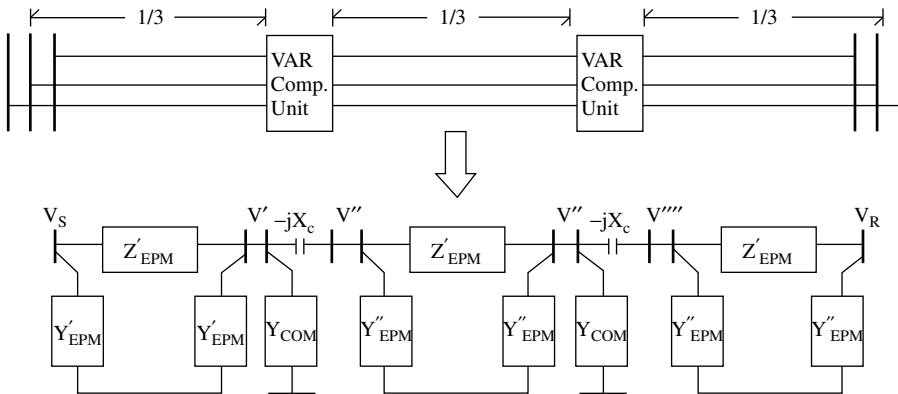 1/3 1/3 1/3
VAR Comp. Unit
VAR Comp. Unit
V_S V′ −jX_c V″ V″ −jX_c V″″ V_R
Z′_EPM Z′_EPM Z′_EPM
Y′_EPM Y′_EPM Y_COM Y″_EPM Y″_EPM Y_COM Y″_EPM Y″_EPM